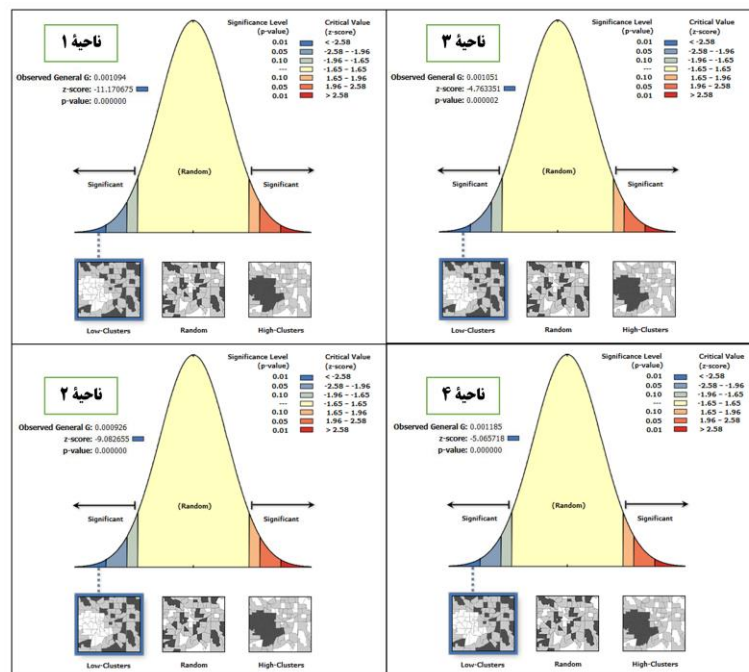 ناحیهٔ ۱
Significance Level
(p-value)
Critical Value
(z-score)
0.01 < -2.58
0.05 -2.58 - -1.96
0.10 -1.96 - -1.65
--- -1.65 - 1.65
0.10 1.65 - 1.96
0.05 1.96 - 2.58
0.01 > 2.58
Observed General G: 0.001094
z-score: -11.170675
p-value: 0.000000
Significant
(Random)
Significant
Low-Clusters
Random
High-Clusters
ناحیهٔ ۳
Significance Level
(p-value)
Critical Value
(z-score)
0.01 < -2.58
0.05 -2.58 - -1.96
0.10 -1.96 - -1.65
--- -1.65 - 1.65
0.10 1.65 - 1.96
0.05 1.96 - 2.58
0.01 > 2.58
Observed General G: 0.001051
z-score: -4.763351
p-value: 0.000002
Significant
(Random)
Significant
Low-Clusters
Random
High-Clusters
ناحیهٔ ۲
Significance Level
(p-value)
Critical Value
(z-score)
0.01 < -2.58
0.05 -2.58 - -1.96
0.10 -1.96 - -1.65
--- -1.65 - 1.65
0.10 1.65 - 1.96
0.05 1.96 - 2.58
0.01 > 2.58
Observed General G: 0.000926
z-score: -9.082655
p-value: 0.000000
Significant
(Random)
Significant
Low-Clusters
Random
High-Clusters
ناحیهٔ ۴
Significance Level
(p-value)
Critical Value
(z-score)
0.01 < -2.58
0.05 -2.58 - -1.96
0.10 -1.96 - -1.65
--- -1.65 - 1.65
0.10 1.65 - 1.96
0.05 1.96 - 2.58
0.01 > 2.58
Observed General G: 0.001185
z-score: -5.065718
p-value: 0.000000
Significant
(Random)
Significant
Low-Clusters
Random
High-Clusters